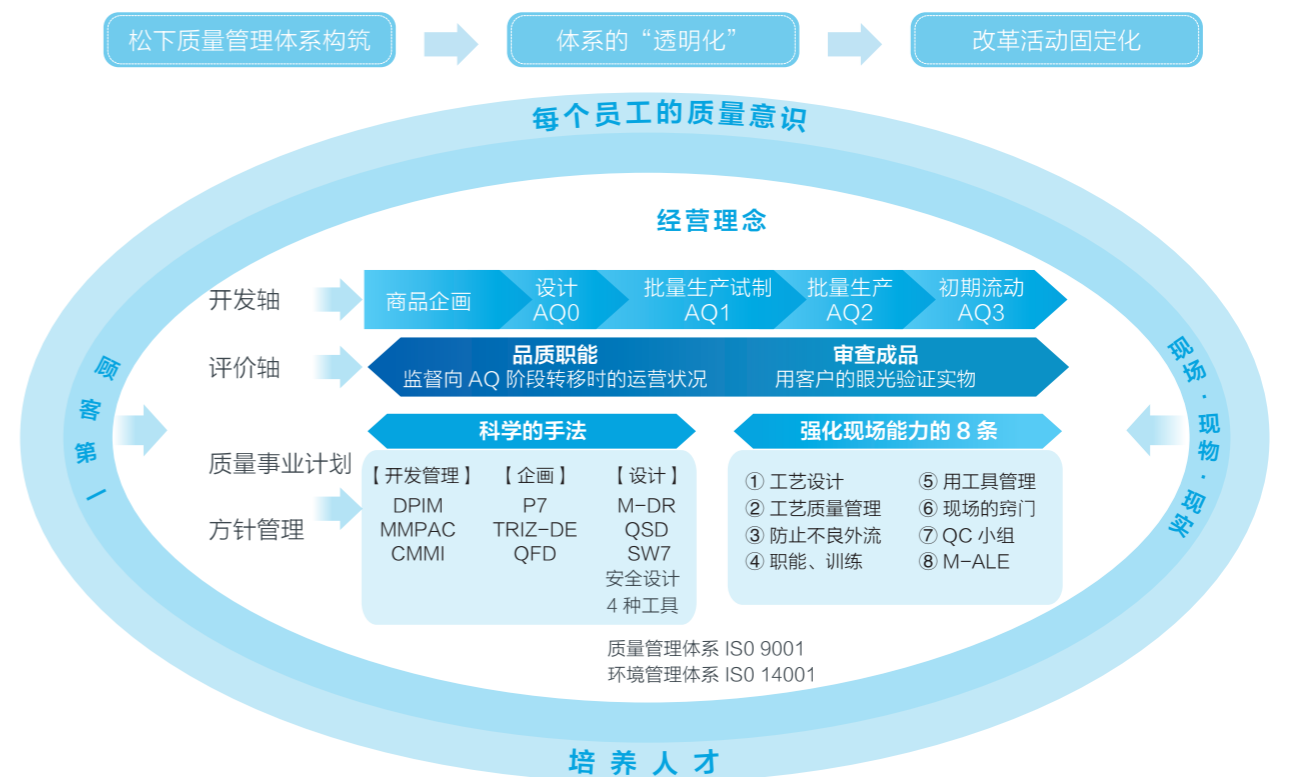 松下质量管理体系构筑
体系的“透明化”
改革活动固定化
每个员工的质量意识
经营理念
开发轴
商品企画
设计
AQ0
批量生产试制
AQ1
批量生产
AQ2
初期流动
AQ3
评价轴
品质职能
监督向 AQ 阶段转移时的运营状况
审查成品
用客户的眼光验证实物
顾客第一
现场·现物·现实
质量事业计划
方针管理
科学的手法
【开发管理】
DPIM
MMPAC
CMMI
【企画】
P7
TRIZ-DE
QFD
【设计】
M-DR
QSD
SW7
安全设计
4 种工具
强化现场能力的 8 条
① 工艺设计
② 工艺质量管理
③ 防止不良外流
④ 职能、训练
⑤ 用工具管理
⑥ 现场的窍门
⑦ QC 小组
⑧ M-ALE
质量管理体系 IS0 9001
环境管理体系 IS0 14001
培养人才